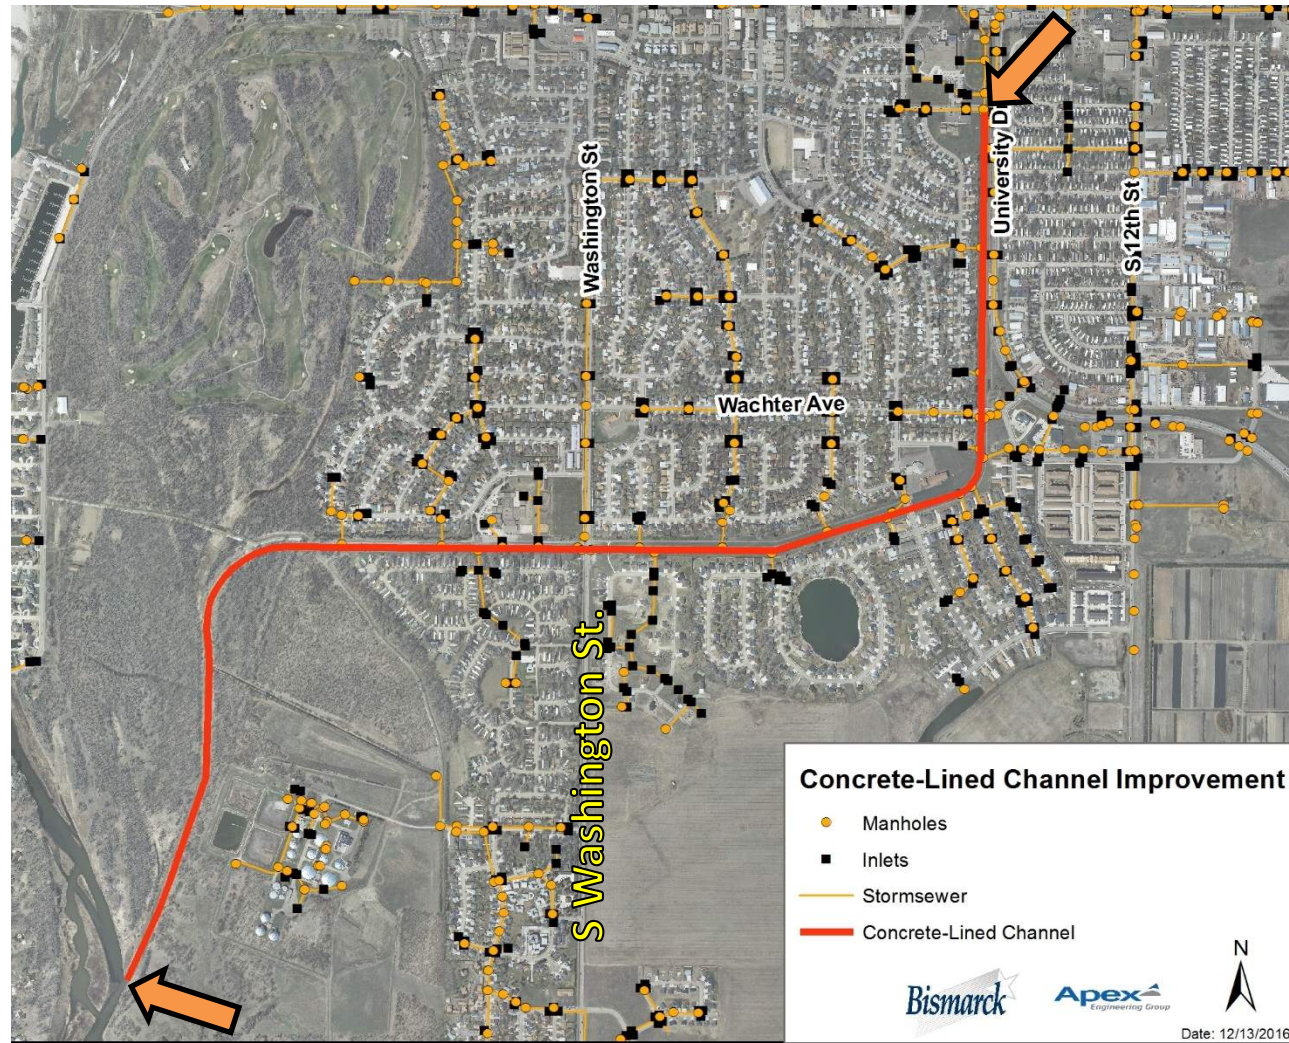 University D
Washington St
S 12th St
Wachter Ave
S Washington St.
Concrete-Lined Channel Improvement
Manholes
Inlets
Stormsewer
Concrete-Lined Channel
N
Bismarck
Apex
Engineering Group
Date: 12/13/2016